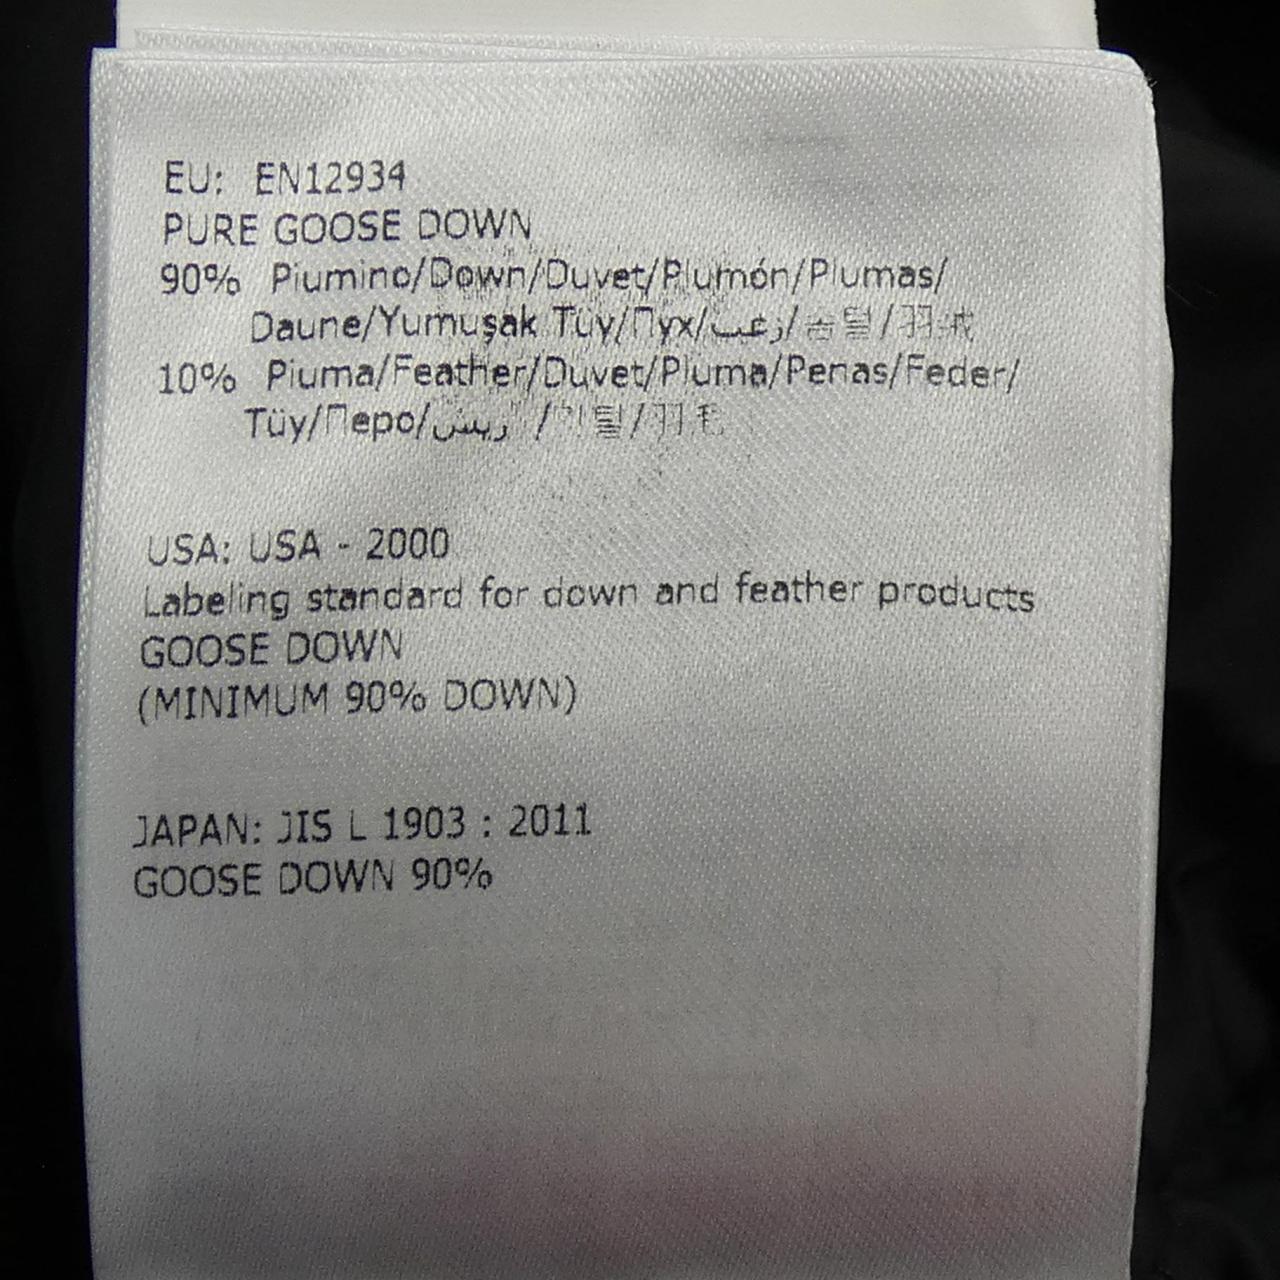 EU: EN12934
PURE GOOSE DOWN
90% Piumino/Down/Duvet/Plumón/Plumas/
Daune/Yumuşak Tüy/Пух/زغب/솜털/羽絨
10% Piuma/Feather/Duvet/Pluma/Penas/Feder/
Tüy/Перо/ريش/깃털/羽毛
USA: USA - 2000
Labeling standard for down and feather products
GOOSE DOWN
(MINIMUM 90% DOWN)
JAPAN: JIS L 1903 : 2011
GOOSE DOWN 90%